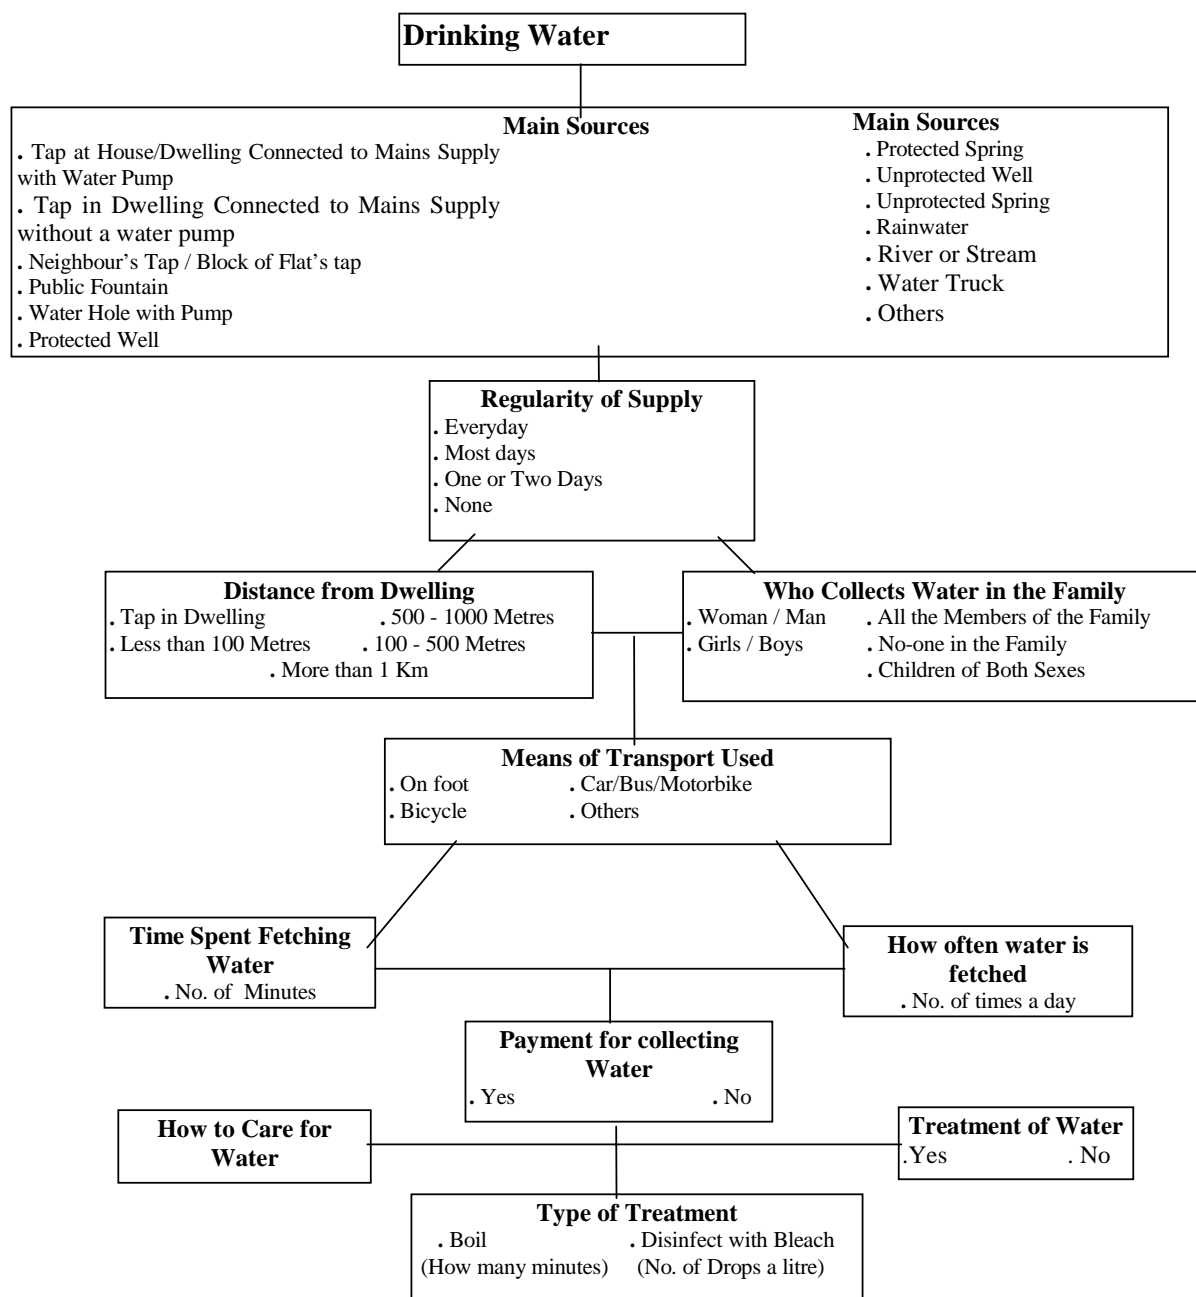 Drinking Water
Main Sources
. Tap at House/Dwelling Connected to Mains Supply
with Water Pump
. Tap in Dwelling Connected to Mains Supply
without a water pump
. Neighbour's Tap / Block of Flat's tap
. Public Fountain
. Water Hole with Pump
. Protected Well
Main Sources
. Protected Spring
. Unprotected Well
. Unprotected Spring
. Rainwater
. River or Stream
. Water Truck
. Others
Regularity of Supply
. Everyday
. Most days
. One or Two Days
. None
Distance from Dwelling
. Tap in Dwelling . 500 - 1000 Metres
. Less than 100 Metres . 100 - 500 Metres
. More than 1 Km
Who Collects Water in the Family
. Woman / Man . All the Members of the Family
. Girls / Boys . No-one in the Family
. Children of Both Sexes
Means of Transport Used
. On foot . Car/Bus/Motorbike
. Bicycle . Others
Time Spent Fetching
Water
. No. of Minutes
How often water is
fetched
. No. of times a day
Payment for collecting
Water
. Yes . No
How to Care for
Water
Treatment of Water
.Yes . No
Type of Treatment
. Boil . Disinfect with Bleach
(How many minutes) (No. of Drops a litre)